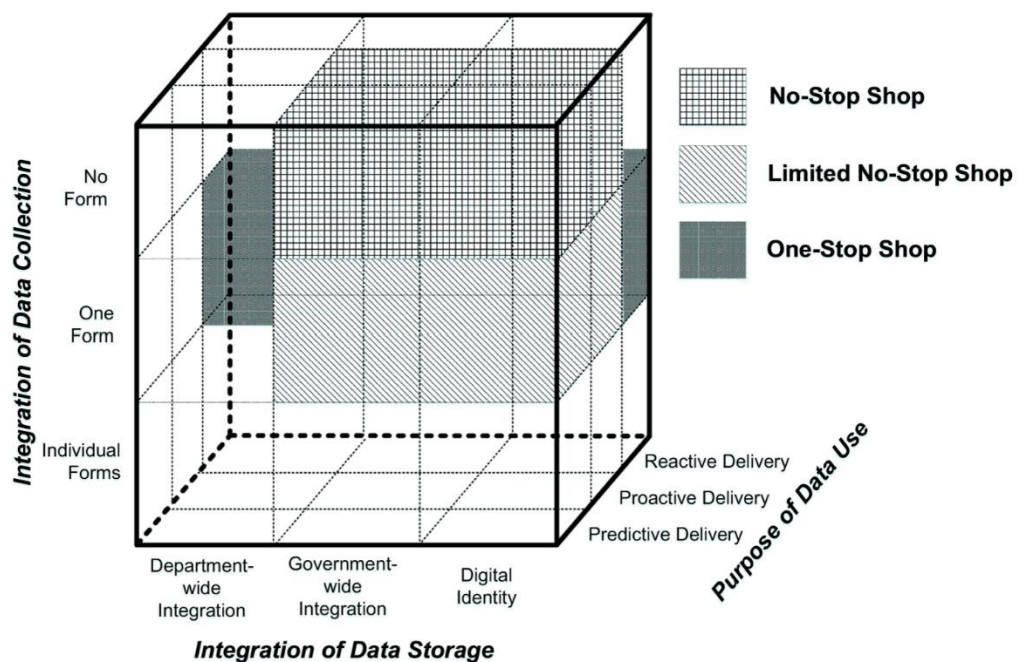 No-Stop Shop
Limited No-Stop Shop
One-Stop Shop
Integration of Data Collection
No
Form
One
Form
Individual
Forms
Reactive Delivery
Proactive Delivery
Predictive Delivery
Purpose of Data Use
Department-
wide
Integration
Government-
wide
Integration
Digital
Identity
Integration of Data Storage